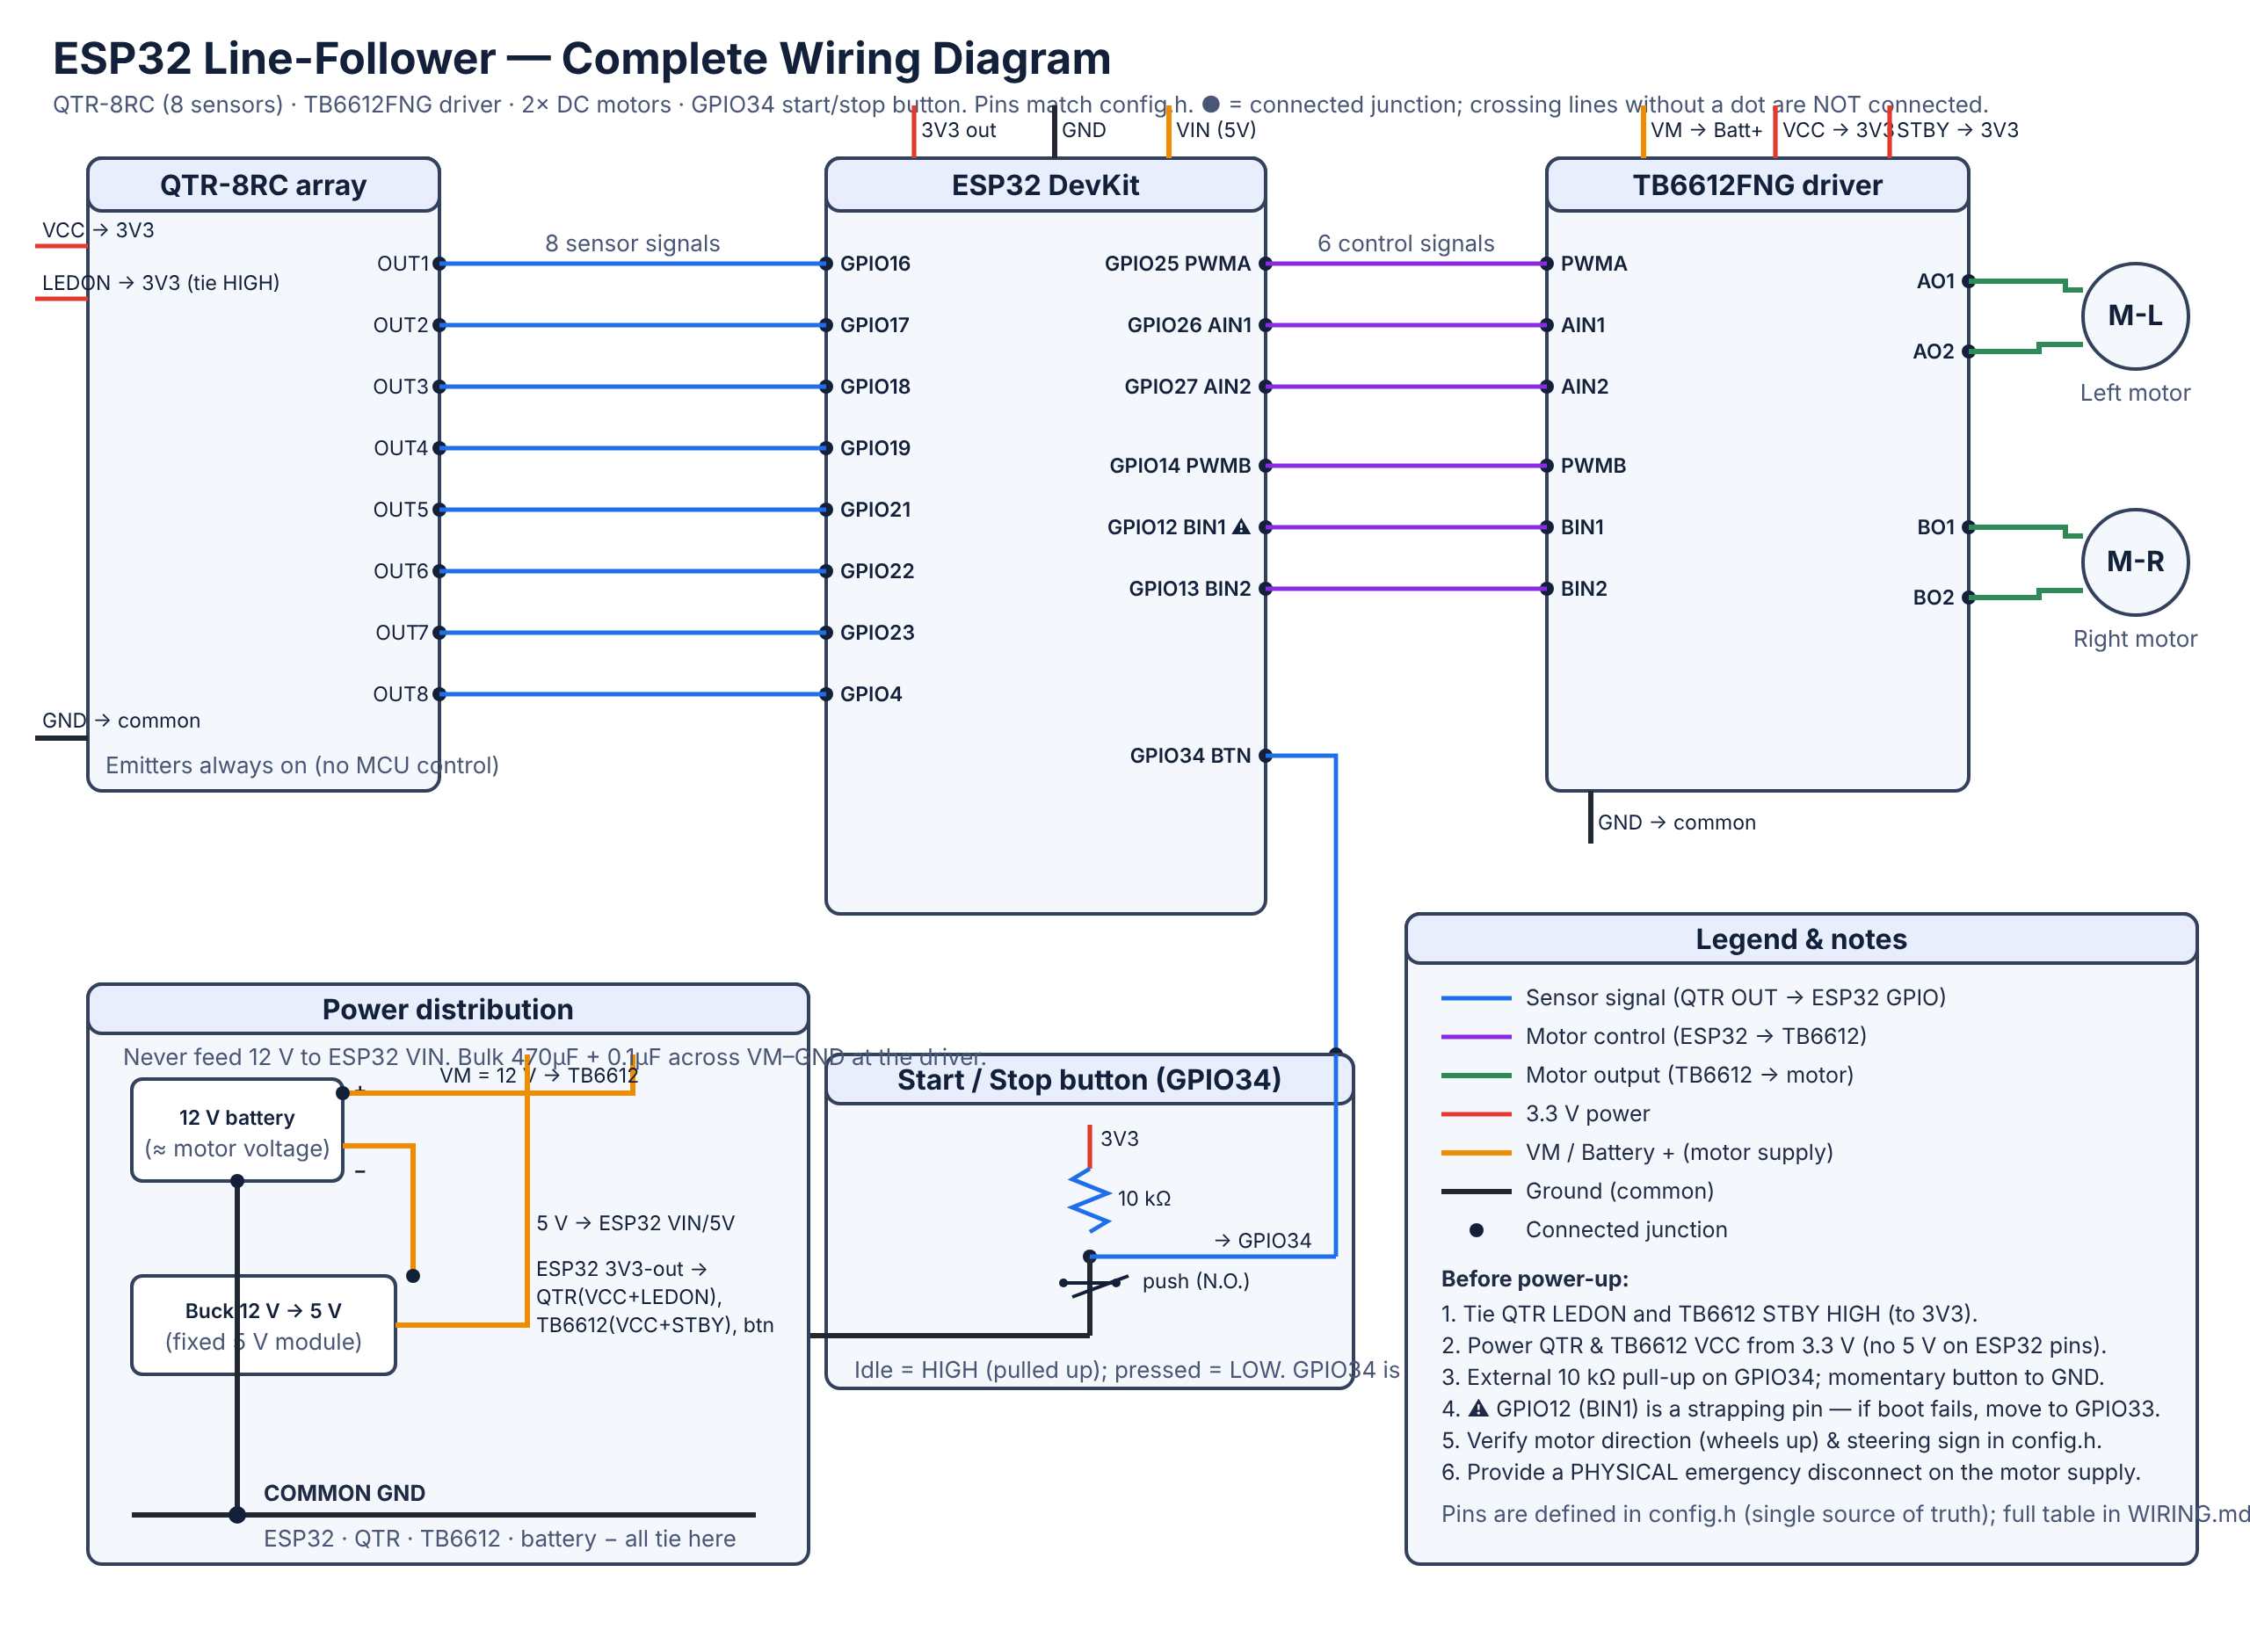 ESP32 Line-Follower — Complete Wiring Diagram
QTR-8RC (8 sensors) · TB6612FNG driver · 2× DC motors · GPIO34 start/stop button. Pins match config.h. ● = connected junction; crossing lines without a dot are NOT connected.
3V3 out
GND
VIN (5V)
VM → Batt+
VCC → 3V3
STBY → 3V3
QTR-8RC array
VCC → 3V3
LEDON → 3V3 (tie HIGH)
OUT1
OUT2
OUT3
OUT4
OUT5
OUT6
OUT7
OUT8
GND → common
Emitters always on (no MCU control)
8 sensor signals
ESP32 DevKit
GPIO16
GPIO17
GPIO18
GPIO19
GPIO21
GPIO22
GPIO23
GPIO4
GPIO25 PWMA
GPIO26 AIN1
GPIO27 AIN2
GPIO14 PWMB
GPIO12 BIN1 ⚠
GPIO13 BIN2
GPIO34 BTN
6 control signals
TB6612FNG driver
PWMA
AIN1
AIN2
PWMB
BIN1
BIN2
AO1
AO2
BO1
BO2
GND → common
M-L
Left motor
M-R
Right motor
Power distribution
Never feed 12 V to ESP32 VIN. Bulk 470µF + 0.1µF across VM–GND at the driver.
VM = 12 V → TB6612
+
12 V battery
(≈ motor voltage)
−
5 V → ESP32 VIN/5V
ESP32 3V3-out →
QTR(VCC+LEDON),
TB6612(VCC+STBY), btn
Buck 12 V → 5 V
(fixed 5 V module)
COMMON GND
ESP32 · QTR · TB6612 · battery − all tie here
Start / Stop button (GPIO34)
3V3
10 kΩ
→ GPIO34
push (N.O.)
Idle = HIGH (pulled up); pressed = LOW. GPIO34 is
Legend & notes
Sensor signal (QTR OUT → ESP32 GPIO)
Motor control (ESP32 → TB6612)
Motor output (TB6612 → motor)
3.3 V power
VM / Battery + (motor supply)
Ground (common)
Connected junction
Before power-up:
1. Tie QTR LEDON and TB6612 STBY HIGH (to 3V3).
2. Power QTR & TB6612 VCC from 3.3 V (no 5 V on ESP32 pins).
3. External 10 kΩ pull-up on GPIO34; momentary button to GND.
4. ⚠ GPIO12 (BIN1) is a strapping pin — if boot fails, move to GPIO33.
5. Verify motor direction (wheels up) & steering sign in config.h.
6. Provide a PHYSICAL emergency disconnect on the motor supply.
Pins are defined in config.h (single source of truth); full table in WIRING.md